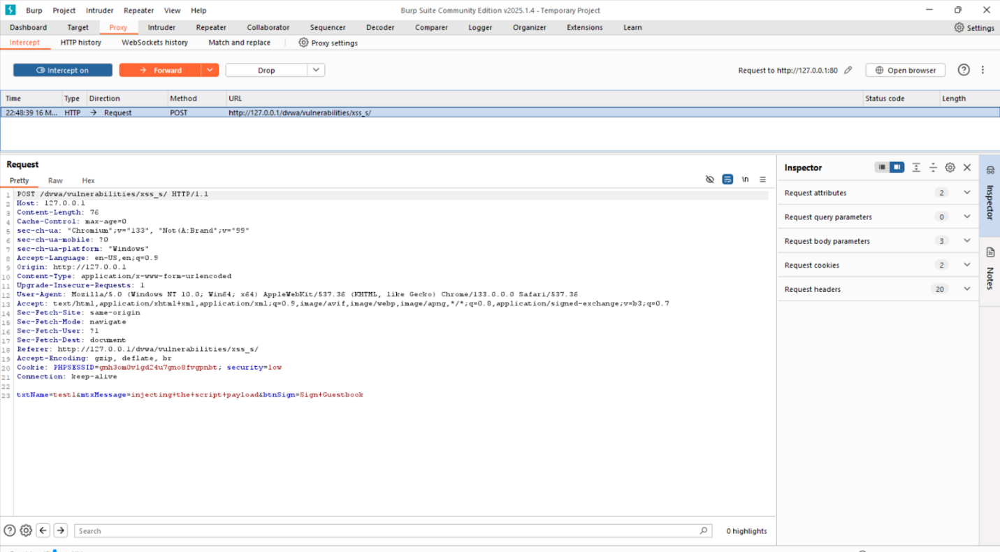 Burp Project Intruder Repeater View Help Burp Suite Community Edition v2025.1.4 - Temporary Project
Dashboard Target Proxy Intruder Repeater Collaborator Sequencer Decoder Comparer Logger Organizer Extensions Learn Settings
Intercept HTTP history WebSockets history Match and replace Proxy settings
Intercept on Forward Drop Request to http://127.0.0.1:80 Open browser
Time Type Direction Method URL Status code Length
22:48:39 16 M... HTTP → Request POST http://127.0.0.1/dvwa/vulnerabilities/xss_s/
Request
Pretty Raw Hex \n
1 POST /dvwa/vulnerabilities/xss_s/ HTTP/1.1
2 Host: 127.0.0.1
3 Content-Length: 76
4 Cache-Control: max-age=0
5 sec-ch-ua: "Chromium";v="133", "Not(A:Brand";v="99"
6 sec-ch-ua-mobile: ?0
7 sec-ch-ua-platform: "Windows"
8 Accept-Language: en-US,en;q=0.9
9 Origin: http://127.0.0.1
10 Content-Type: application/x-www-form-urlencoded
11 Upgrade-Insecure-Requests: 1
12 User-Agent: Mozilla/5.0 (Windows NT 10.0; Win64; x64) AppleWebKit/537.36 (KHTML, like Gecko) Chrome/133.0.0.0 Safari/537.36
13 Accept: text/html,application/xhtml+xml,application/xml;q=0.9,image/avif,image/webp,image/apng,*/*;q=0.8,application/signed-exchange;v=b3;q=0.7
14 Sec-Fetch-Site: same-origin
15 Sec-Fetch-Mode: navigate
16 Sec-Fetch-User: ?1
17 Sec-Fetch-Dest: document
18 Referer: http://127.0.0.1/dvwa/vulnerabilities/xss_s/
19 Accept-Encoding: gzip, deflate, br
20 Cookie: PHPSESSID=gnh3om0vlgd24u7gno8fvgpnbt; security=low
21 Connection: keep-alive
22
23 txtName=test1&mtxMessage=injecting+the+script+payload&btnSign=Sign+Guestbook
Inspector
Request attributes 2
Request query parameters 0
Request body parameters 3
Request cookies 2
Request headers 20
Inspector
Notes
Search 0 highlights